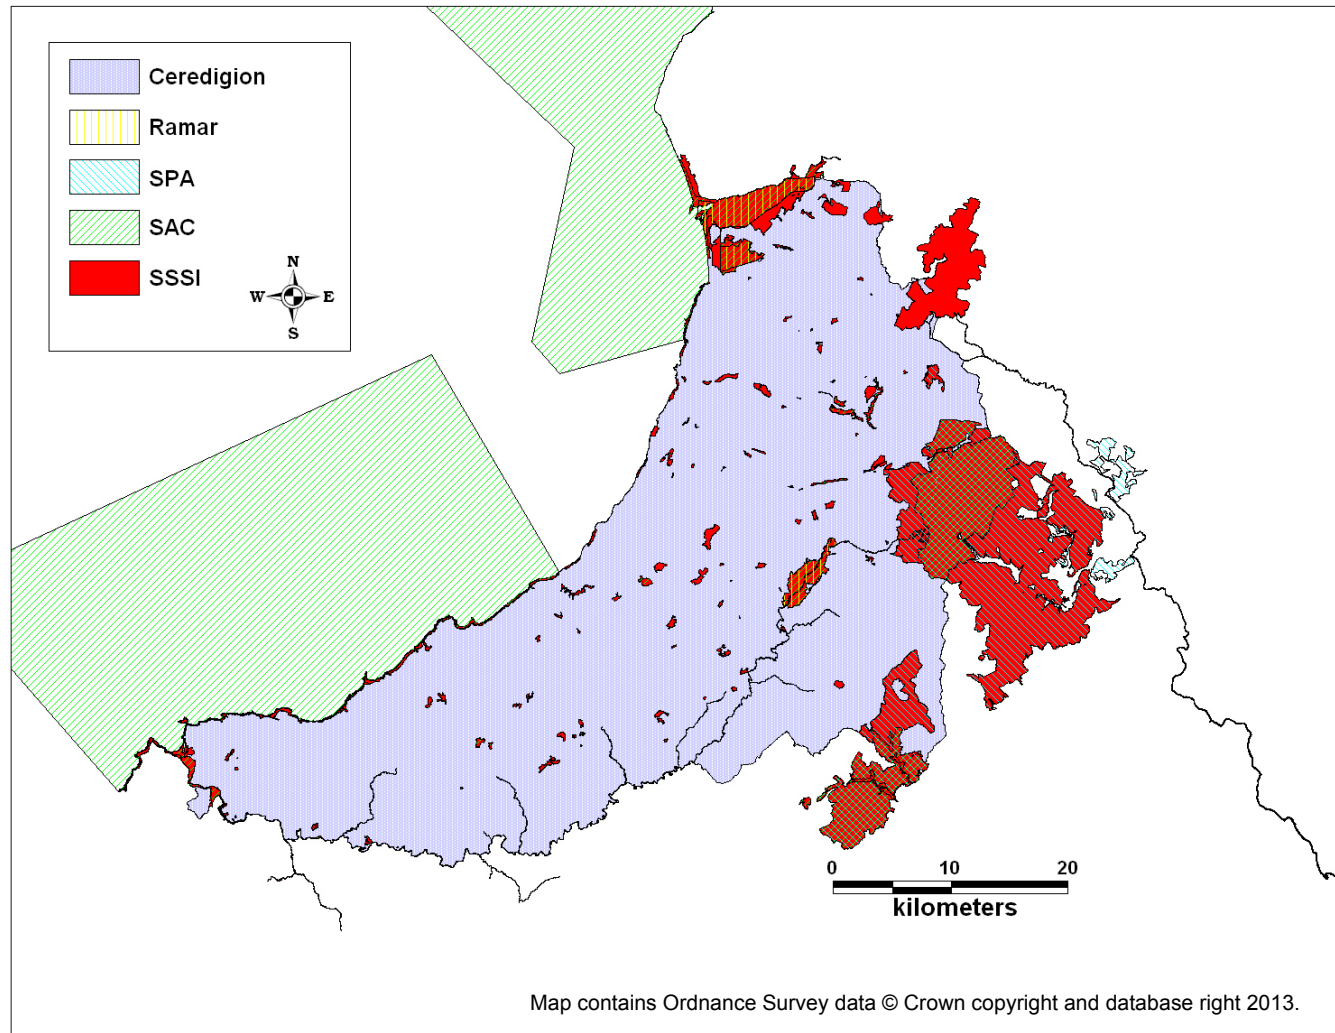 Ceredigion
Ramar
SPA
SAC
SSSI
N
W E
S
0 10 20
kilometers
Map contains Ordnance Survey data © Crown copyright and database right 2013.